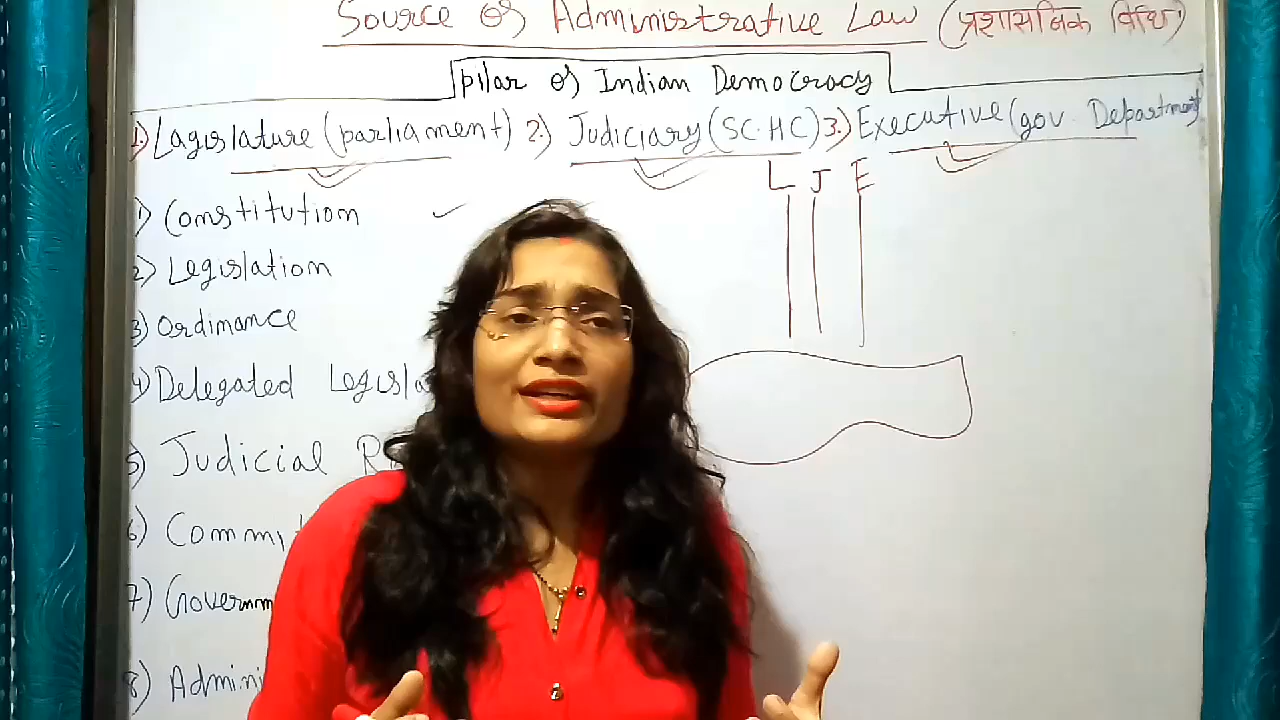 Source of Administrative Law (प्रशासनिक विधि)
Pilar of Indian Democracy
1.) Lagislature (parliament) 2.) Judiciary (SC.HC) 3.) Executive (gov. Department)
L J E
1) Constitution
2) Legislation
3) Ordinance
4) Delegated
5) Judicial
6)
7)
8)